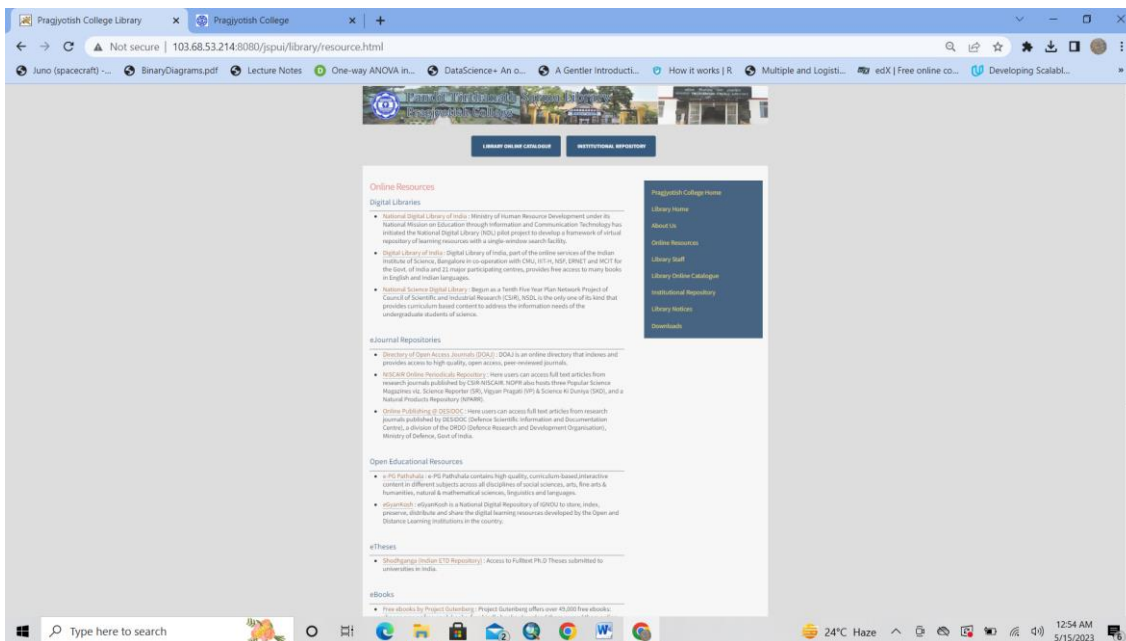 Pragjyotish College Library
Pragjyotish College
Not secure | 103.68.53.214:8080/jspui/library/resource.html
Juno (spacecraft) -...
BinaryDiagrams.pdf
Lecture Notes
One-way ANOVA in...
DataScience+ An o...
A Gentler Introducti...
How it works | R
Multiple and Logisti...
edX | Free online co...
Developing Scalabl...
Pragjyotish College
LIBRARY ONLINE CATALOGUE
INSTITUTIONAL REPOSITORY
Online Resources
Digital Libraries
National Digital Library of India : Ministry of Human Resource Development under its
National Mission on Education through Information and Communication Technology has
initiated the National Digital Library (NDL) pilot project to develop a framework of virtual
repository of learning resources with a single-window search facility.
Digital Library of India : Digital Library of India, part of the online services of the Indian
Institute of Science, Bangalore in co-operation with CMU, IIIT-H, NSF, ERNET and MCIT for
the Govt. of India and 21 major participating centres, provides free access to many books
in English and Indian languages.
National Science Digital Library : Begun as a Tenth Five Year Plan Network Project of
Council of Scientific and Industrial Research (CSIR), NSDL is the only one of its kind that
provides curriculum based content to address the information needs of the
undergraduate students of science.
eJournal Repositories
Directory of Open Access Journals (DOAJ) : DOAJ is an online directory that indexes and
provides access to high quality, open access, peer-reviewed journals.
NISCAIR Online Periodicals Repository : Here users can access full text articles from
research journals published by CSIR-NISCAIR. NOPR also hosts three Popular Science
Magazines viz. Science Reporter (SR), Vigyan Pragati (VP) & Science Ki Duniya (SKD), and a
Natural Products Repository (NPARR).
Online Publishing @ DESIDOC : Here users can access full text articles from research
journals published by DESIDOC (Defence Scientific Information and Documentation
Centre), a division of the DRDO (Defence Research and Development Organisation),
Ministry of Defence, Govt of India.
Open Educational Resources
e-PG Pathshala : e-PG Pathshala contains high quality, curriculum-based,interactive
content in different subjects across all disciplines of social sciences, arts, fine arts &
humanities, natural & mathematical sciences, linguistics and languages.
eGyanKosh : eGyanKosh is a National Digital Repository of IGNOU to store, index,
preserve, distribute and share the digital learning resources developed by the Open and
Distance Learning Institutions in the country.
eTheses
Shodhganga (Indian ETD Repository) : Access to Fulltext Ph.D Theses submitted to
universities in India.
eBooks
Free ebooks by Project Gutenberg : Project Gutenberg offers over 49,000 free ebooks:
Pragjyotish College Home
Library Home
About Us
Online Resources
Library Staff
Library Online Catalogue
Institutional Repository
Library Notices
Downloads
Type here to search
24°C Haze
12:54 AM
5/15/2023